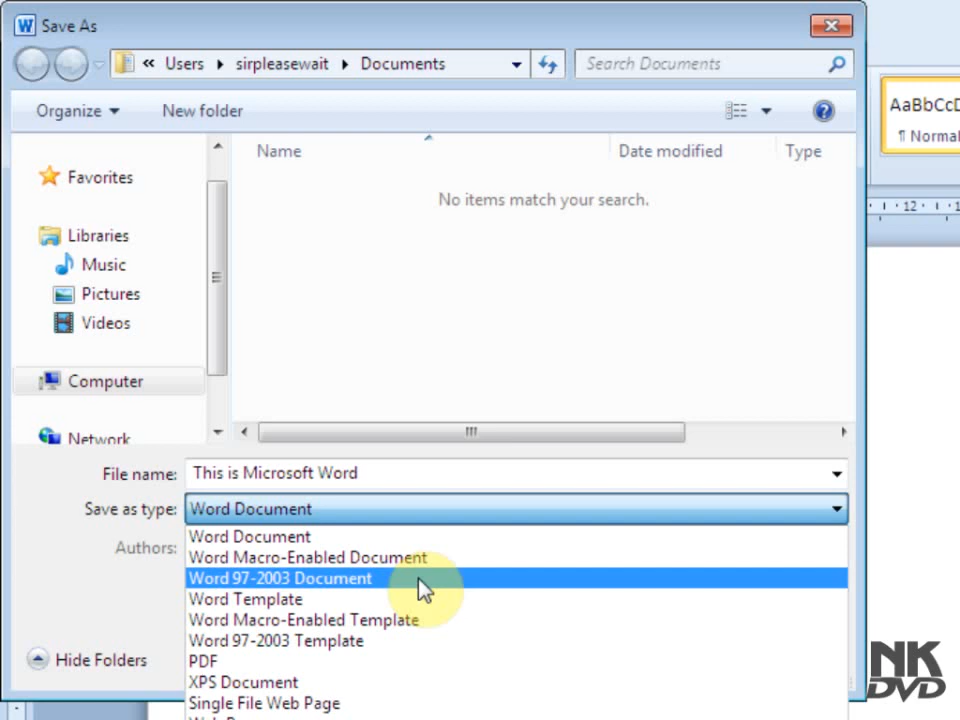 Save As
« Users sirpleasewait Documents
Search Documents
Organize New folder
AaBbCcD
¶ Normal
Name Date modified Type
No items match your search.
Favorites
Libraries
Music
Pictures
Videos
Computer
Network
12
File name: This is Microsoft Word
Save as type: Word Document
Authors:
Word Document
Word Macro-Enabled Document
Word 97-2003 Document
Word Template
Word Macro-Enabled Template
Word 97-2003 Template
PDF
XPS Document
Single File Web Page
Hide Folders
NK
DVD